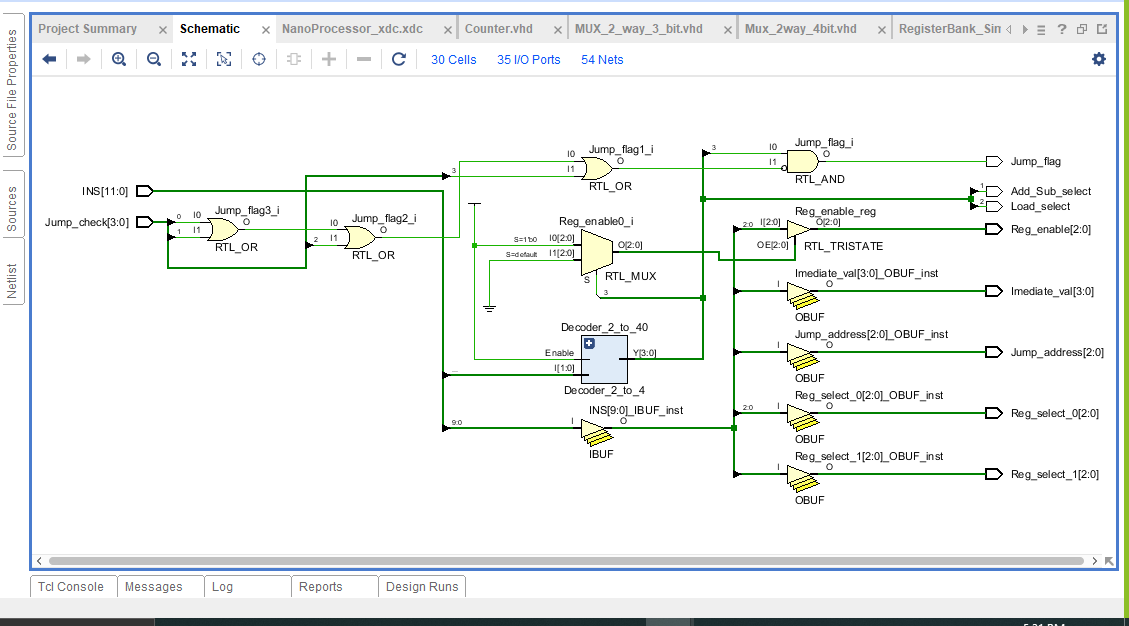 Project Summary
Schematic
NanoProcessor_xdc.xdc
Counter.vhd
MUX_2_way_3_bit.vhd
Mux_2way_4bit.vhd
RegisterBank_Sin
30 Cells
35 I/O Ports
54 Nets
Source File Properties
Sources
Netlist
INS[11:0]
Jump_check[3:0]
0
1
I0
I1
Jump_flag3_i
O
RTL_OR
2
I0
I1
Jump_flag2_i
O
RTL_OR
3
I0
I1
Jump_flag1_i
O
RTL_OR
3
I0
I1
Jump_flag_i
O
RTL_AND
Jump_flag
1
Add_Sub_select
2
Load_select
Reg_enable0_i
S=1'b0
I0[2:0]
S=default
I1[2:0]
O[2:0]
S
RTL_MUX
3
Reg_enable_reg
2:0
I[2:0]
O[2:0]
OE[2:0]
RTL_TRISTATE
Reg_enable[2:0]
Imediate_val[3:0]_OBUF_inst
I
O
OBUF
Imediate_val[3:0]
Decoder_2_to_40
Enable
I[1:0]
Y[3:0]
Decoder_2_to_4
...
Jump_address[2:0]_OBUF_inst
I
O
OBUF
Jump_address[2:0]
9:0
INS[9:0]_IBUF_inst
I
O
IBUF
Reg_select_0[2:0]_OBUF_inst
2:0
I
O
OBUF
Reg_select_0[2:0]
Reg_select_1[2:0]_OBUF_inst
I
O
OBUF
Reg_select_1[2:0]
Tcl Console
Messages
Log
Reports
Design Runs